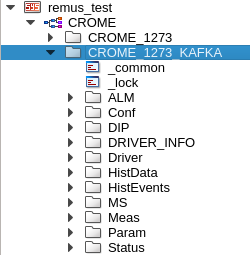 remus_test
CROME
CROME_1273
CROME_1273_KAFKA
_common
_lock
ALM
Conf
DIP
DRIVER_INFO
Driver
HistData
HistEvents
MS
Meas
Param
Status